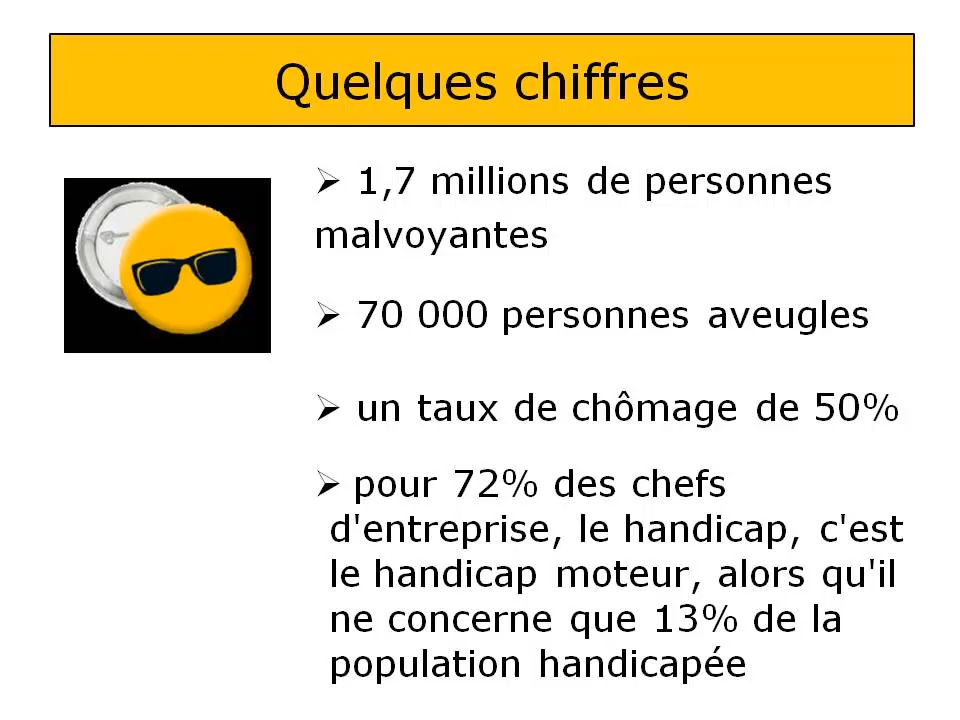 Quelques chiffres
➢ 1,7 millions de personnes
malvoyantes
➢ 70 000 personnes aveugles
➢ un taux de chômage de 50%
➢ pour 72% des chefs
d'entreprise, le handicap, c'est
le handicap moteur, alors qu'il
ne concerne que 13% de la
population handicapée